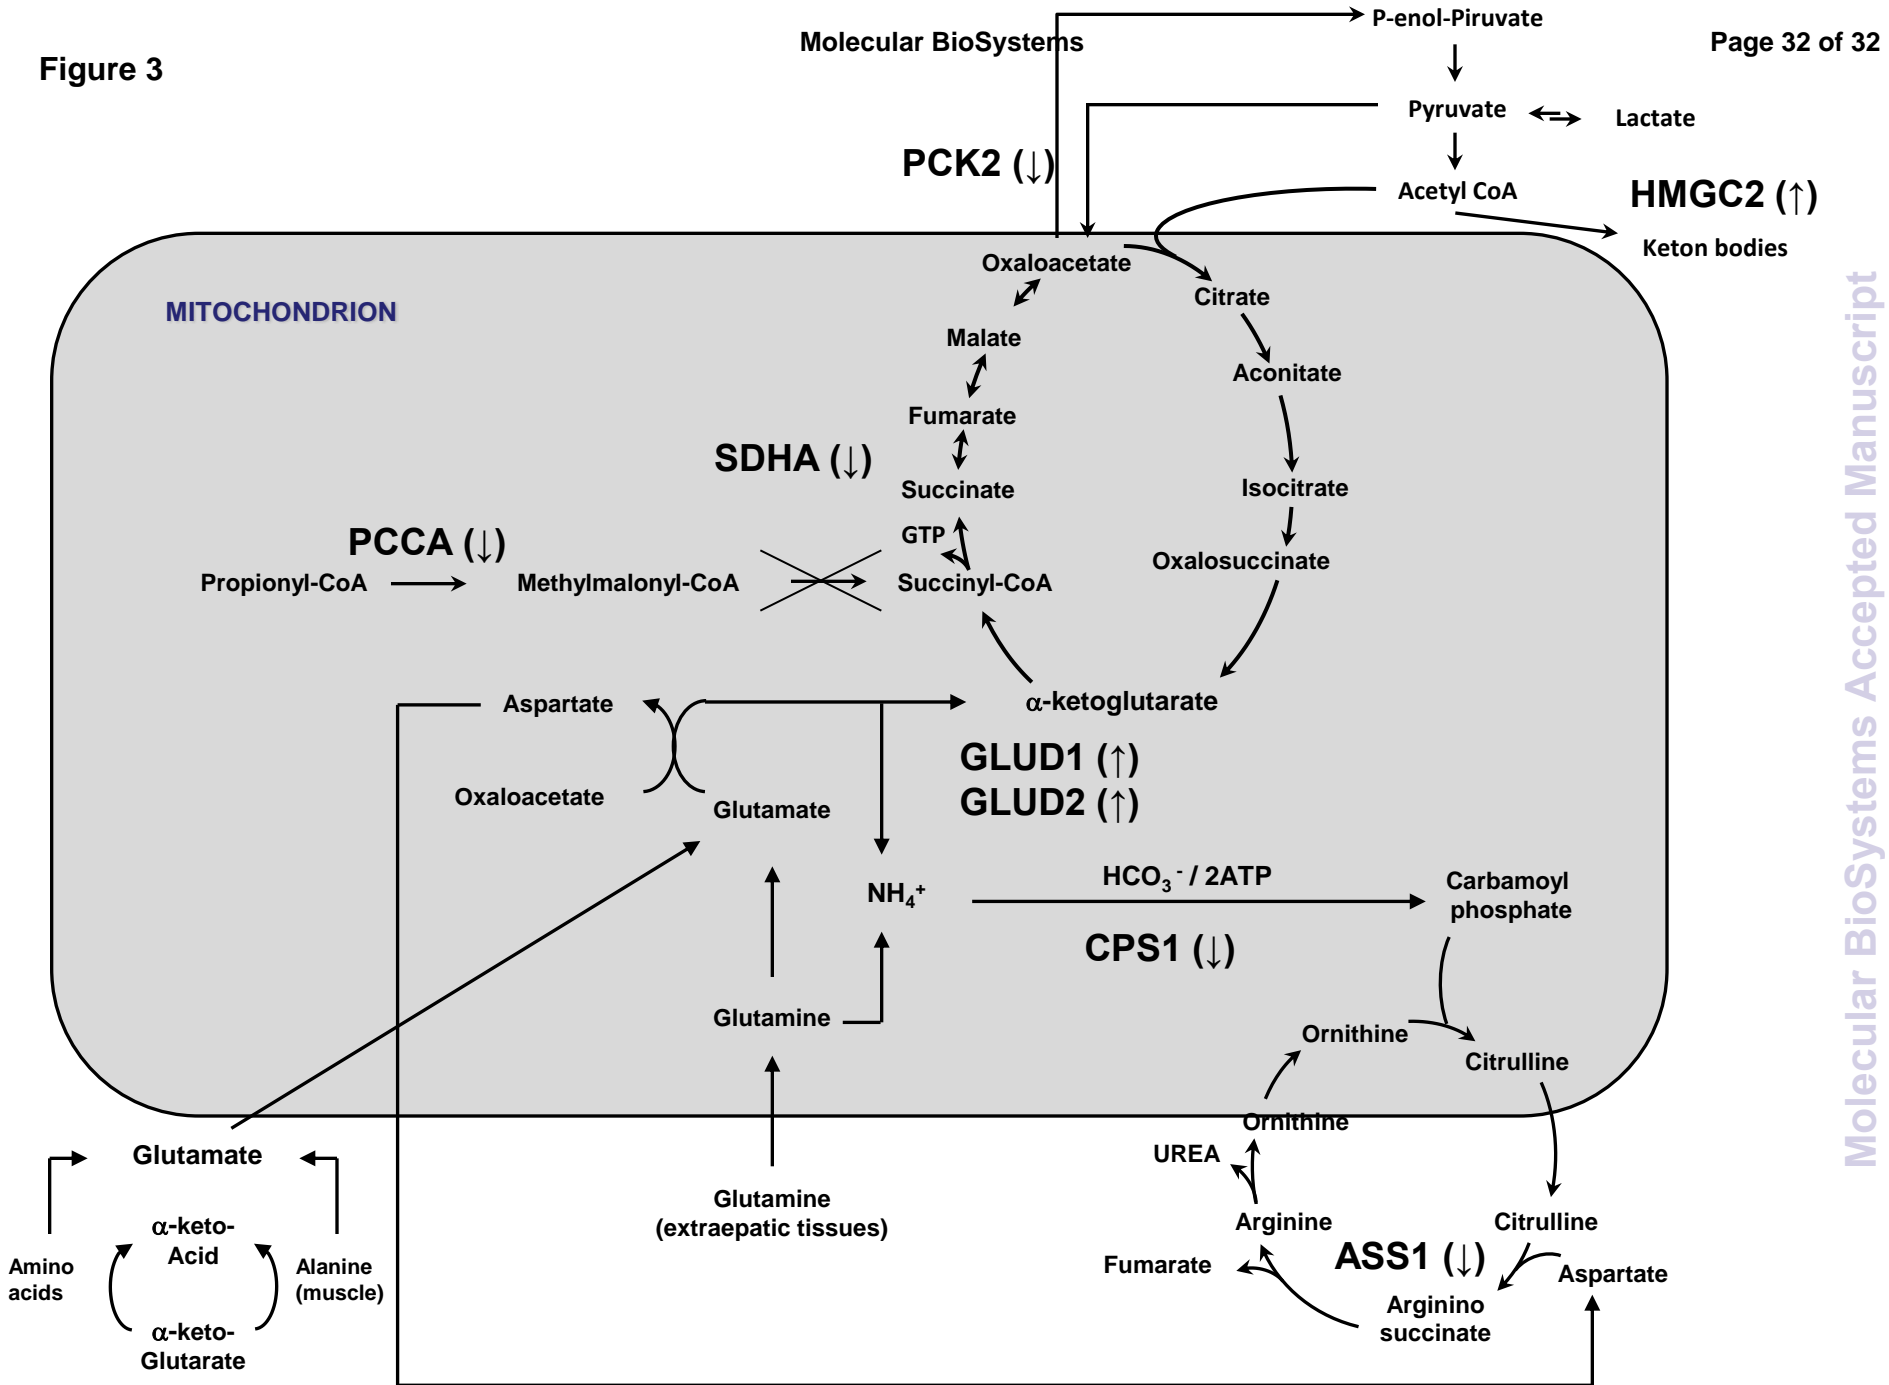 P-enol-Piruvate
Molecular BioSystems
Page 32 of 32
Figure 3
Pyruvate
Lactate
PCK2 (↓)
Acetyl CoA
HMGC2 (↑)
Keton bodies
Oxaloacetate
MITOCHONDRION
Citrate
Malate
Aconitate
Fumarate
SDHA (↓)
Succinate
Isocitrate
GTP
PCCA (↓)
Oxalosuccinate
Propionyl-CoA
Methylmalonyl-CoA
Succinyl-CoA
Aspartate
α-ketoglutarate
GLUD1 (↑)
GLUD2 (↑)
Oxaloacetate
Glutamate
HCO₃⁻ / 2ATP
NH₄⁺
Carbamoyl
phosphate
CPS1 (↓)
Glutamine
Ornithine
Citrulline
Ornithine
Glutamate
UREA
Glutamine
(extraepatic tissues)
α-keto-
Acid
Arginine
Citrulline
Amino
acids
Alanine
(muscle)
Fumarate
ASS1 (↓)
Aspartate
Arginino
succinate
α-keto-
Glutarate
Molecular BioSystems Accepted Manuscript